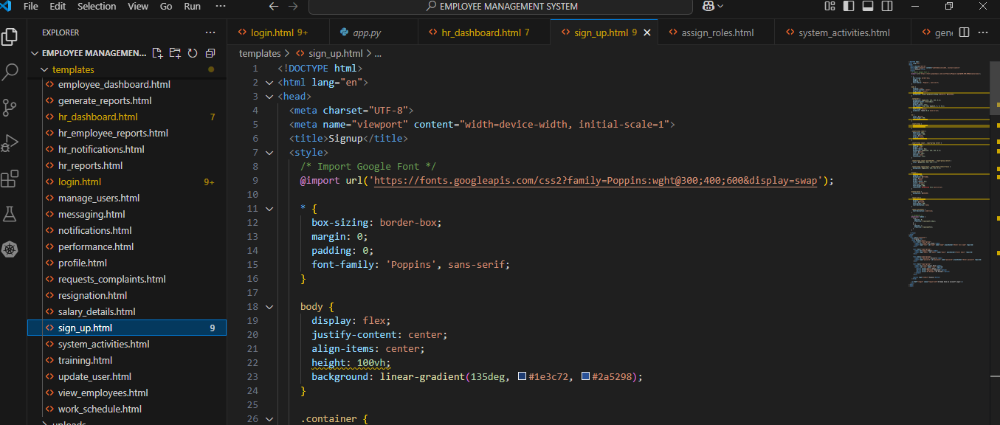 File Edit Selection View Go Run ··· EMPLOYEE MANAGEMENT SYSTEM
EXPLORER ···
EMPLOYEE MANAGEMEN...
templates
employee_dashboard.html
generate_reports.html
hr_dashboard.html 7
hr_employee_reports.html
hr_notifications.html
hr_reports.html
login.html 9+
manage_users.html
messaging.html
notifications.html
performance.html
profile.html
requests_complaints.html
resignation.html
salary_details.html
sign_up.html 9
system_activities.html
training.html
update_user.html
view_employees.html
work_schedule.html
uploads
login.html 9+ app.py hr_dashboard.html 7 sign_up.html 9 assign_roles.html system_activities.html gene ···
templates > sign_up.html > ...
1 <!DOCTYPE html>
2 <html lang="en">
3 <head>
4 <meta charset="UTF-8">
5 <meta name="viewport" content="width=device-width, initial-scale=1">
6 <title>Signup</title>
7 <style>
8 /* Import Google Font */
9 @import url('https://fonts.googleapis.com/css2?family=Poppins:wght@300;400;600&display=swap');
10
11 * {
12 box-sizing: border-box;
13 margin: 0;
14 padding: 0;
15 font-family: 'Poppins', sans-serif;
16 }
17
18 body {
19 display: flex;
20 justify-content: center;
21 align-items: center;
22 height: 100vh;
23 background: linear-gradient(135deg, #1e3c72, #2a5298);
24 }
25
26 .container {